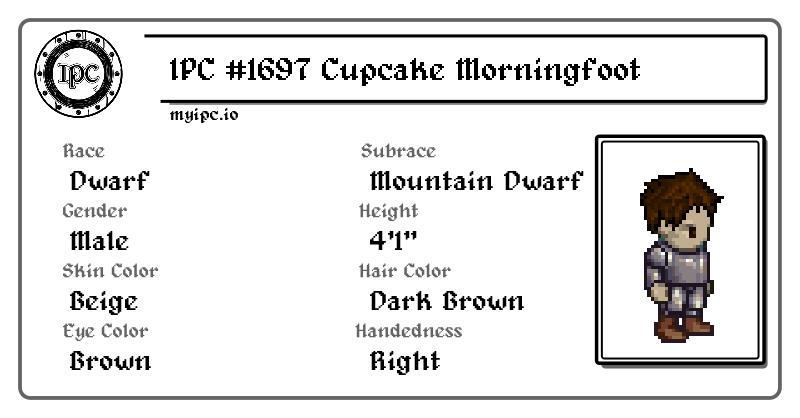 IPC
IPC #1697 Cupcake Morningfoot
myipc.io
Race
Dwarf
Subrace
Mountain Dwarf
Gender
Male
Height
4'1"
Skin Color
Beige
Hair Color
Dark Brown
Eye Color
Brown
Handedness
Right